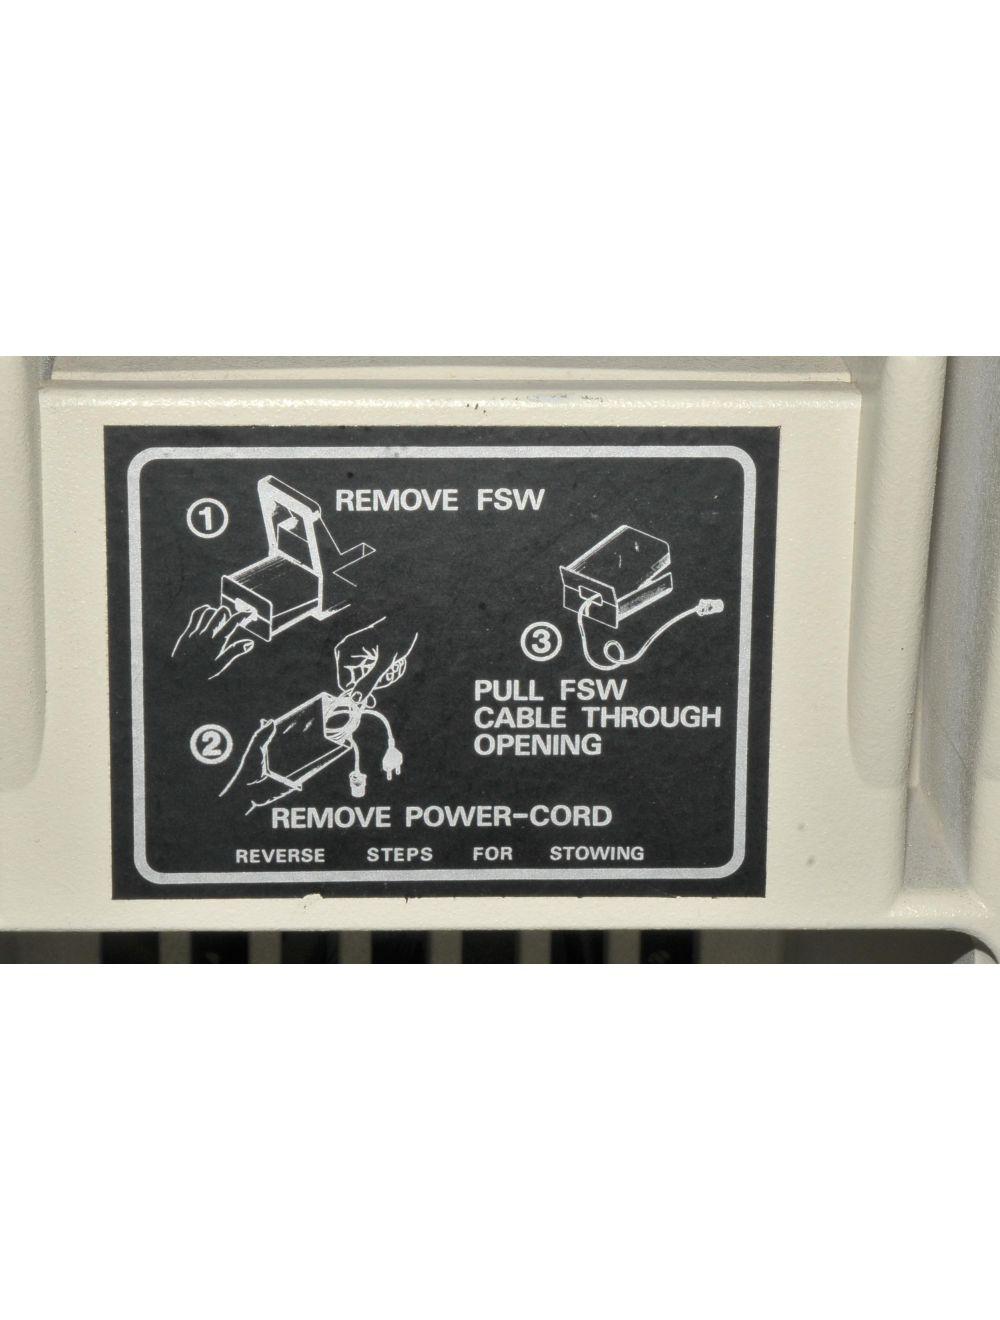 1
REMOVE FSW
2
REMOVE POWER-CORD
3
PULL FSW
CABLE THROUGH
OPENING
REVERSE STEPS FOR STOWING